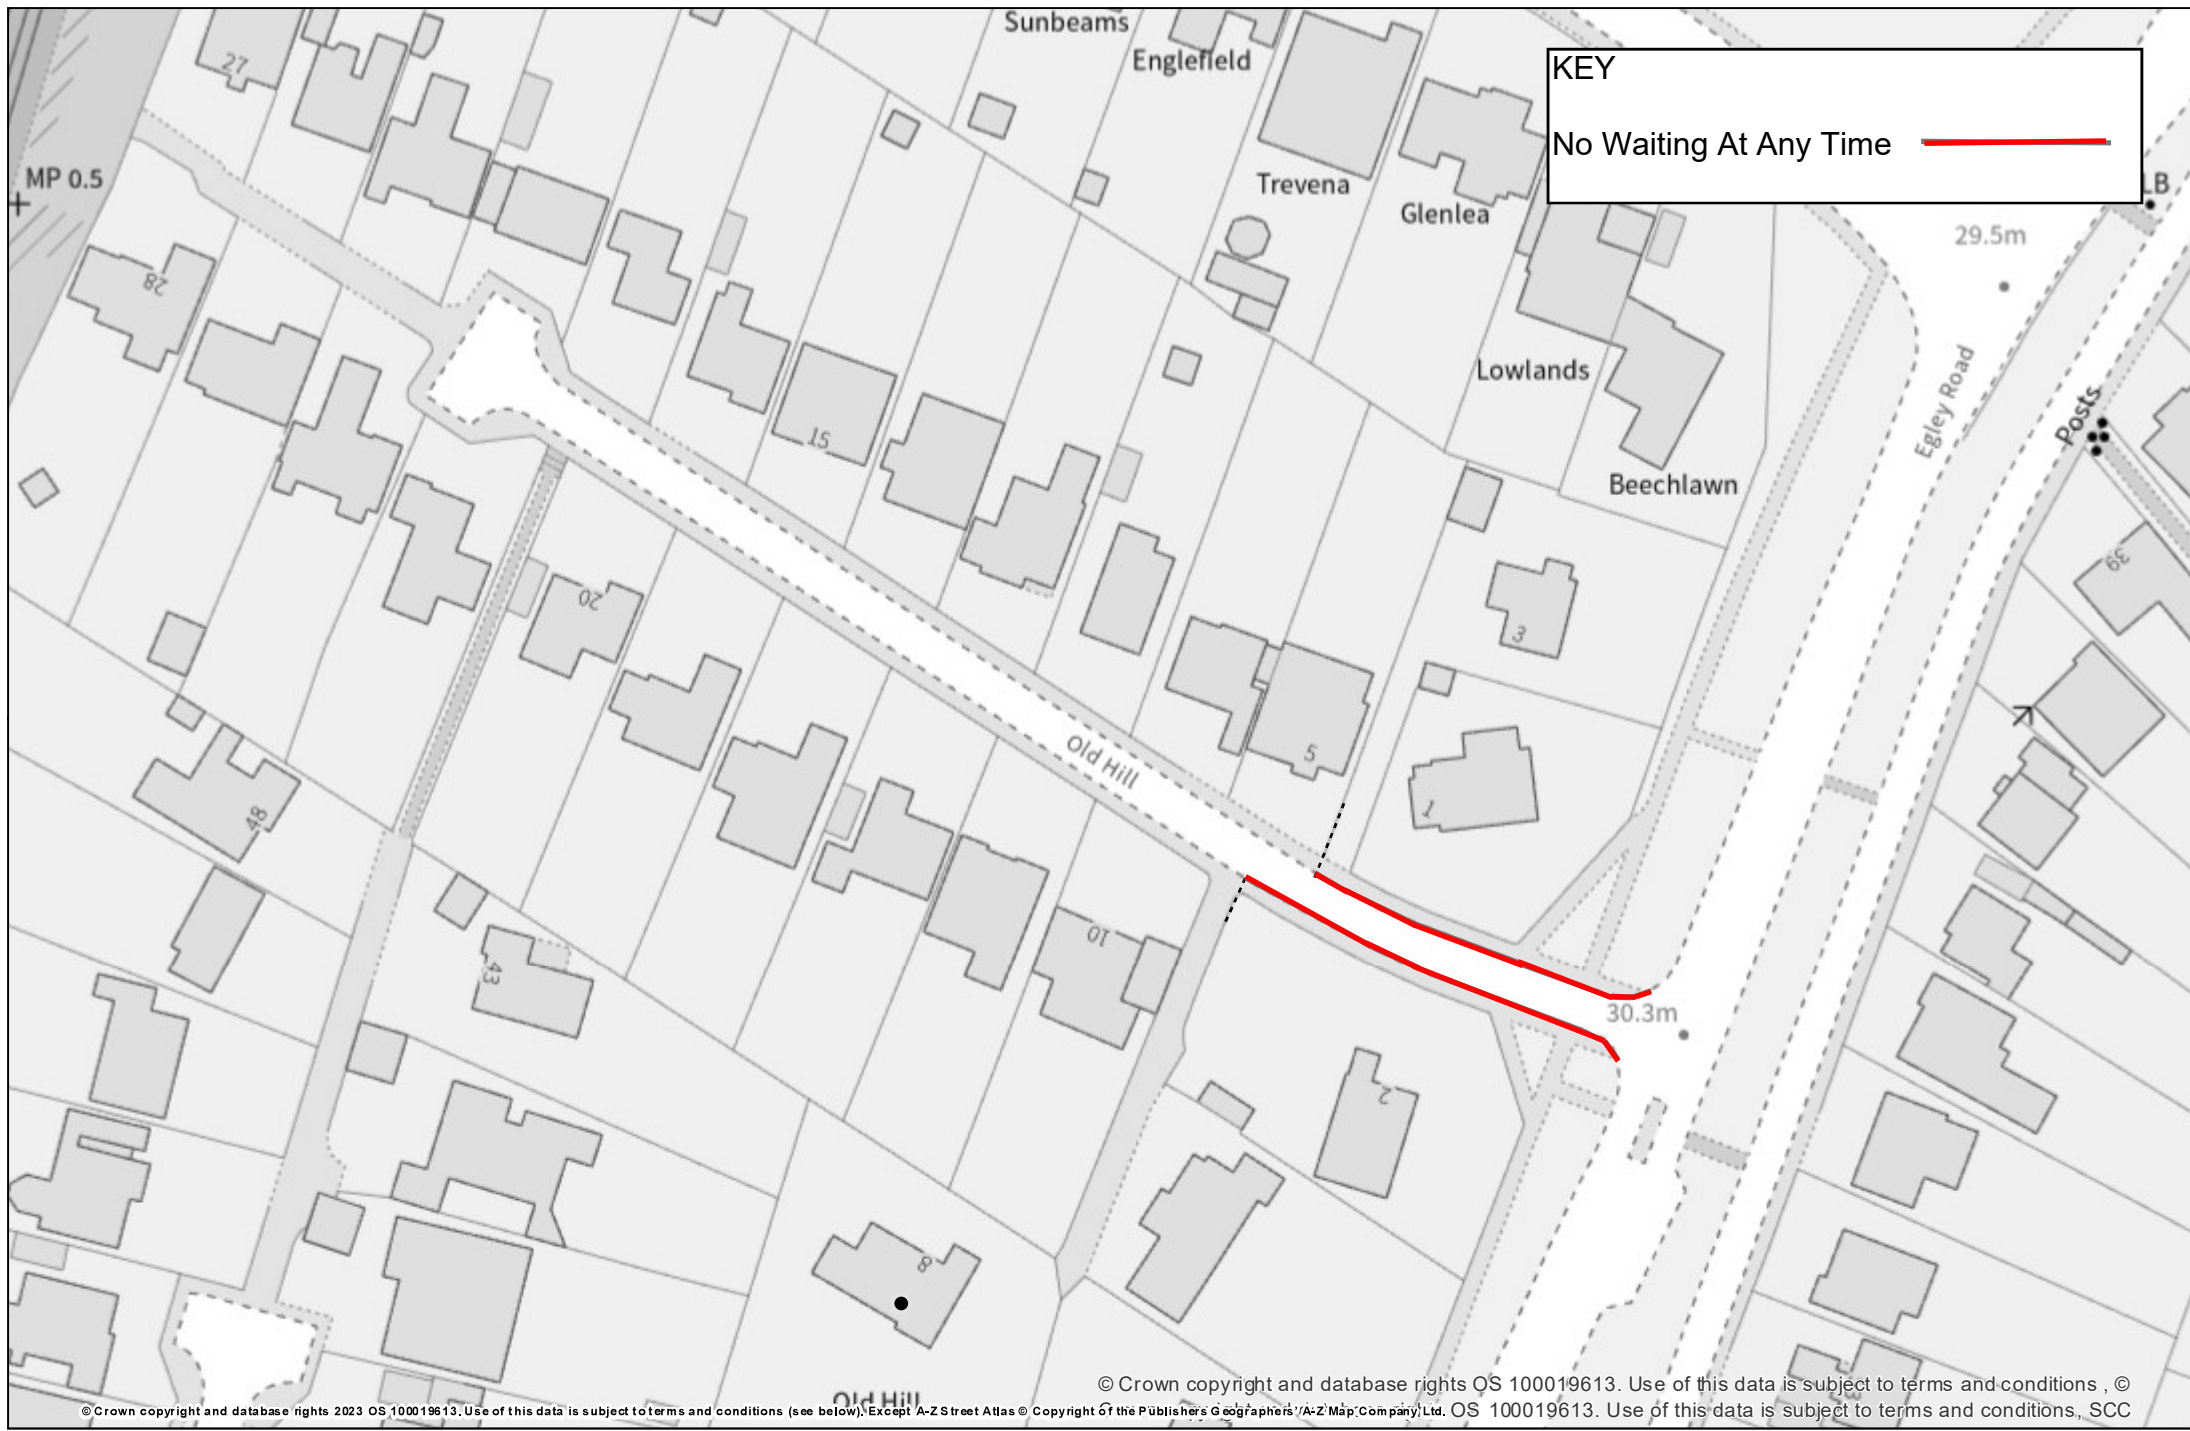 Sunbeams
Englefield
27
KEY
No Waiting At Any Time
MP 0.5
Trevena
Glenlea
LB
29.5m
28
Lowlands
Egley Road
Posts
15
Beechlawn
39
20
3
Old Hill
5
1
48
10
43
30.3m
2
8
Old Hill
© Crown copyright and database rights OS 100019613. Use of this data is subject to terms and conditions , ©
© Crown copyright and database rights 2023 OS 100019613. Use of this data is subject to terms and conditions (see below). Except A-Z Street Atlas © Copyright of the Publishers Geographers' A-Z Map Company Ltd.
OS 100019613. Use of this data is subject to terms and conditions., SCC